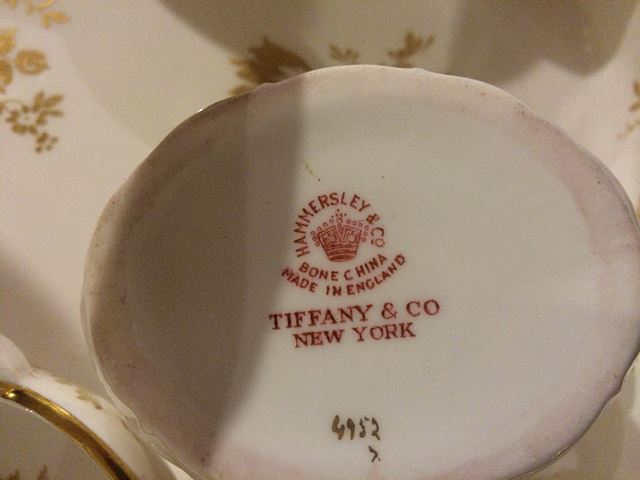 HAMMERSLEY & CO
BONE CHINA
MADE IN ENGLAND
TIFFANY & CO
NEW YORK
4952